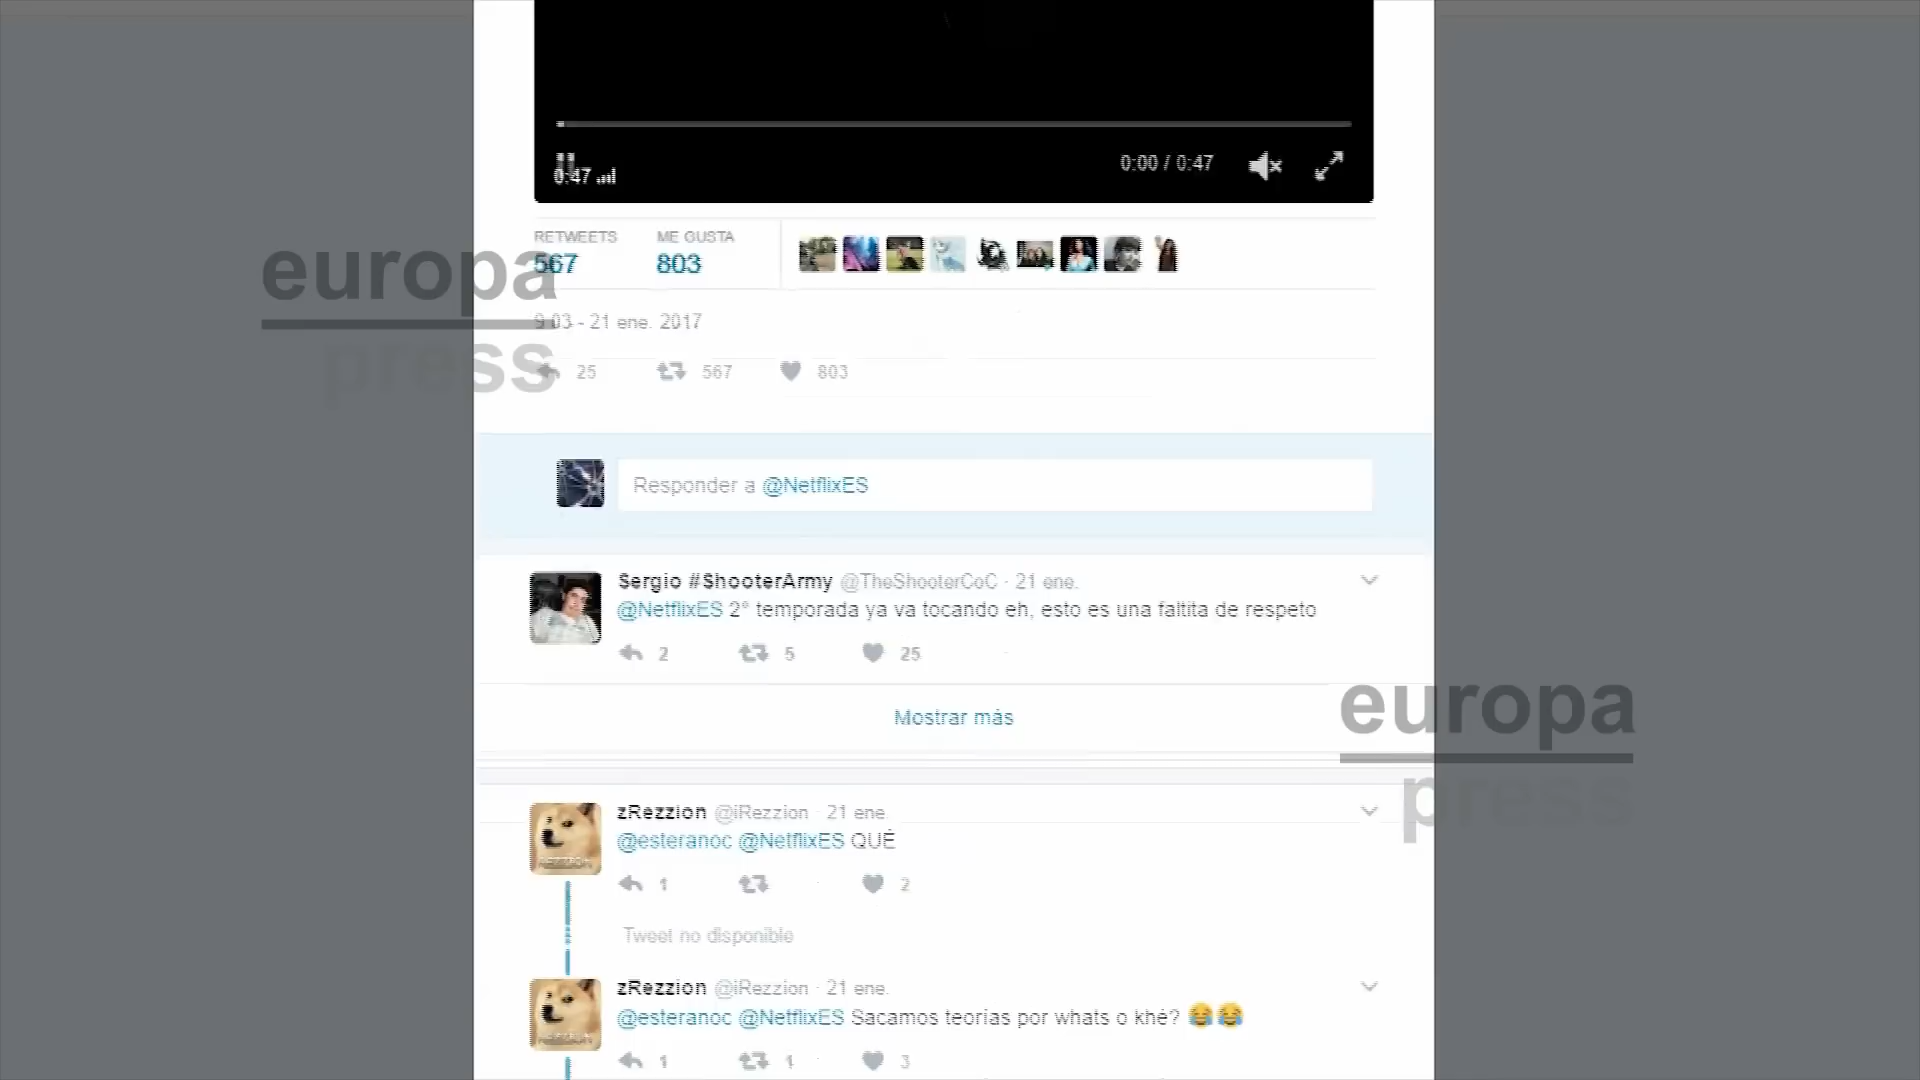 0:47
0:00 / 0:47
RETWEETS ME GUSTA
567 803
europa
press
9:03 - 21 ene. 2017
25 567 803
Responder a @NetflixES
Sergio #ShooterArmy @TheShooterCoC · 21 ene.
@NetflixES 2° temporada ya va tocando eh, esto es una faltita de respeto
2 5 25
Mostrar más
europa
press
zRezzion @iRezzion · 21 ene.
@esteranoc @NetflixES QUÉ
1 2
Tweet no disponible
zRezzion @iRezzion · 21 ene.
@esteranoc @NetflixES Sacamos teorías por whats o khé? 😂😂
1 1 3